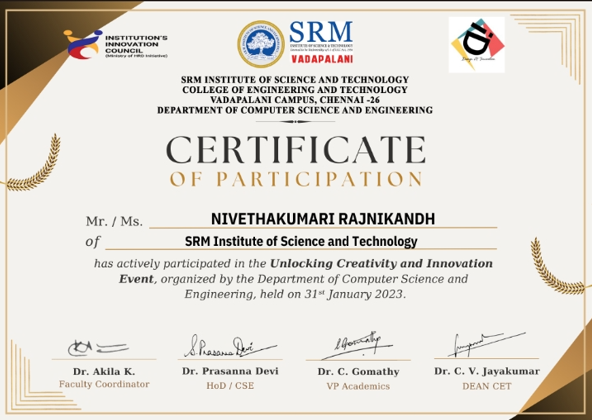 INSTITUTION'S
INNOVATION
COUNCIL
(Ministry of HRD Initiative)
SRM
INSTITUTE OF SCIENCE & TECHNOLOGY
VADAPALANI
SRM INSTITUTE OF SCIENCE AND TECHNOLOGY
COLLEGE OF ENGINEERING AND TECHNOLOGY
VADAPALANI CAMPUS, CHENNAI -26
DEPARTMENT OF COMPUTER SCIENCE AND ENGINEERING
CERTIFICATE
OF PARTICIPATION
Mr. / Ms. NIVETHAKUMARI RAJNIKANDH
of SRM Institute of Science and Technology
has actively participated in the Unlocking Creativity and Innovation
Event, organized by the Department of Computer Science and
Engineering, held on 31st January 2023.
S. Prasanna Devi
Dr. Akila K.
Faculty Coordinator
Dr. Prasanna Devi
HoD / CSE
Dr. C. Gomathy
VP Academics
Dr. C. V. Jayakumar
DEAN CET